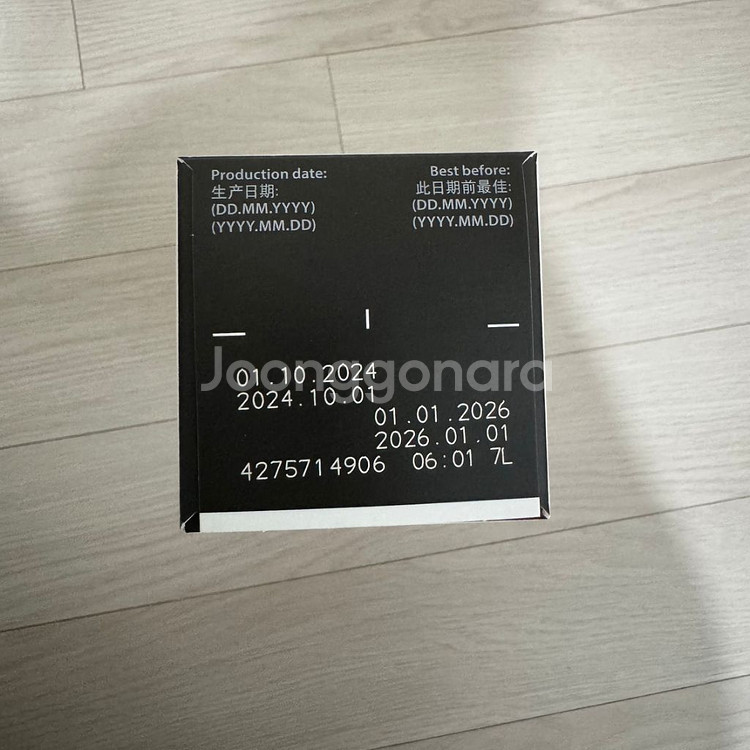 Production date:
生产日期:
(DD.MM.YYYY)
(YYYY.MM.DD)
Best before:
此日期前最佳:
(DD.MM.YYYY)
(YYYY.MM.DD)
Joonggonara
01.10.2024
2024.10.01
01.01.2026
2026.01.01
4275714906 06:01 7L